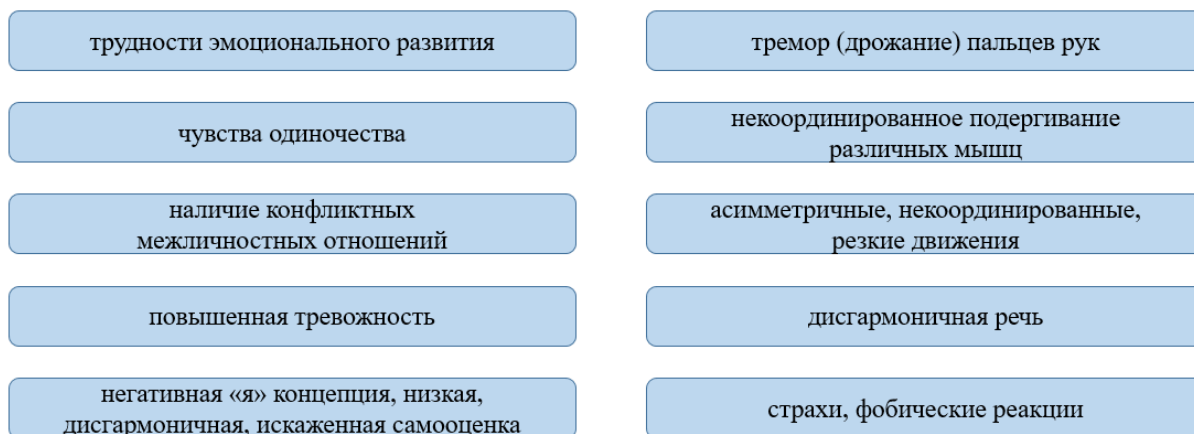 трудности эмоционального развития
тремор (дрожание) пальцев рук
чувства одиночества
некоординированное подергивание
различных мышц
наличие конфликтных
межличностных отношений
асимметричные, некоординированные,
резкие движения
повышенная тревожность
дисгармоничная речь
негативная «я» концепция, низкая,
дисгармоничная, искаженная самооценка
страхи, фобические реакции